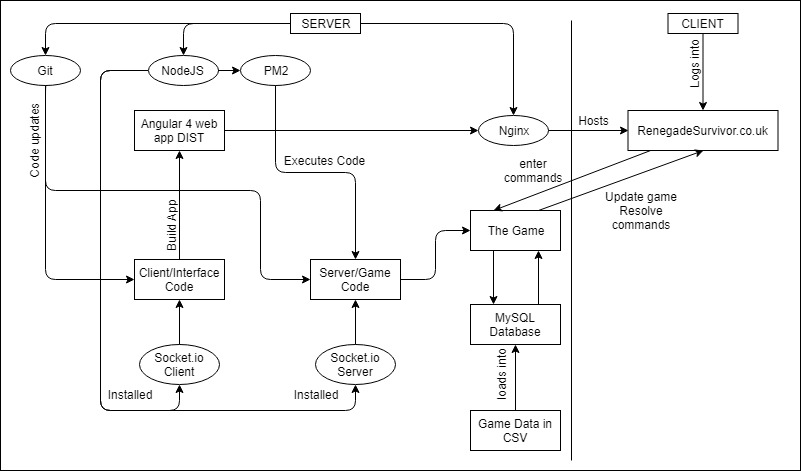 SERVER
CLIENT
Git
NodeJS
PM2
Logs into
Code updates
Angular 4 web
app DIST
Nginx
Hosts
RenegadeSurvivor.co.uk
Executes Code
enter
commands
Update game
Resolve
commands
Build App
The Game
Client/Interface
Code
Server/Game
Code
MySQL
Database
Socket.io
Client
Socket.io
Server
loads into
Installed
Installed
Game Data in
CSV